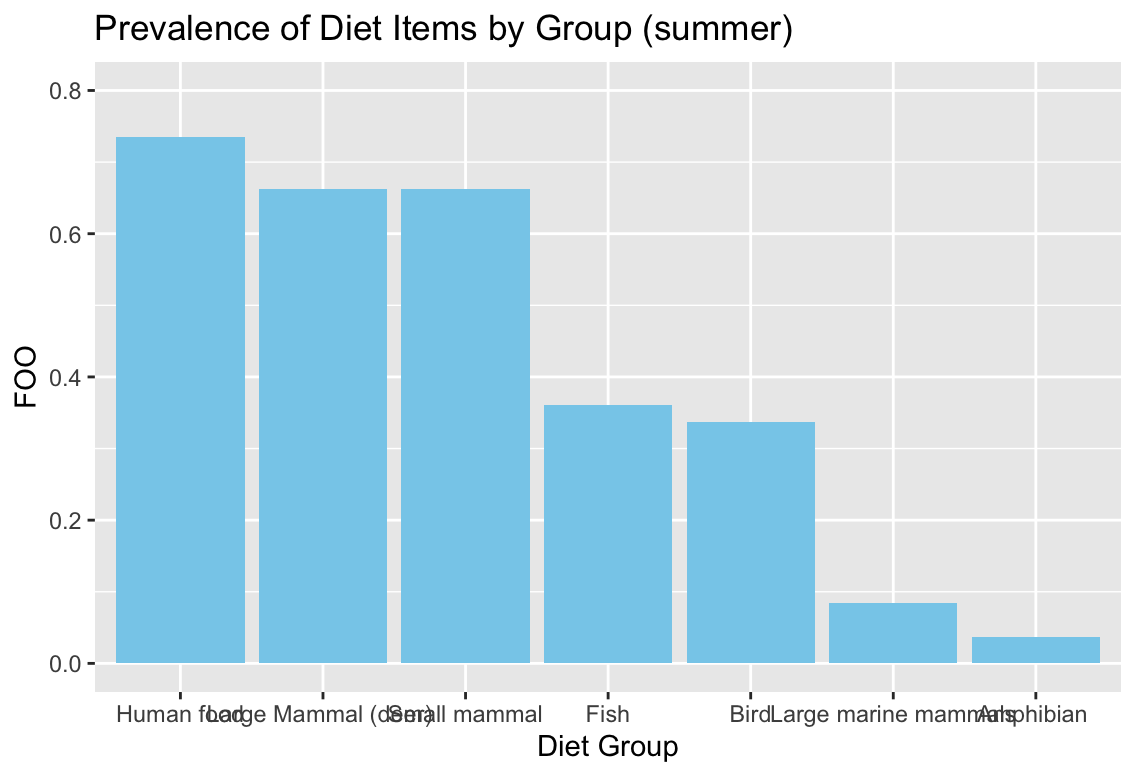 Prevalence of Diet Items by Group (summer)
FOO
0.8
0.6
0.4
0.2
0.0
Human food Large Mammal (deer) Small mammal Fish Bird Large marine mammals Amphibian
Diet Group